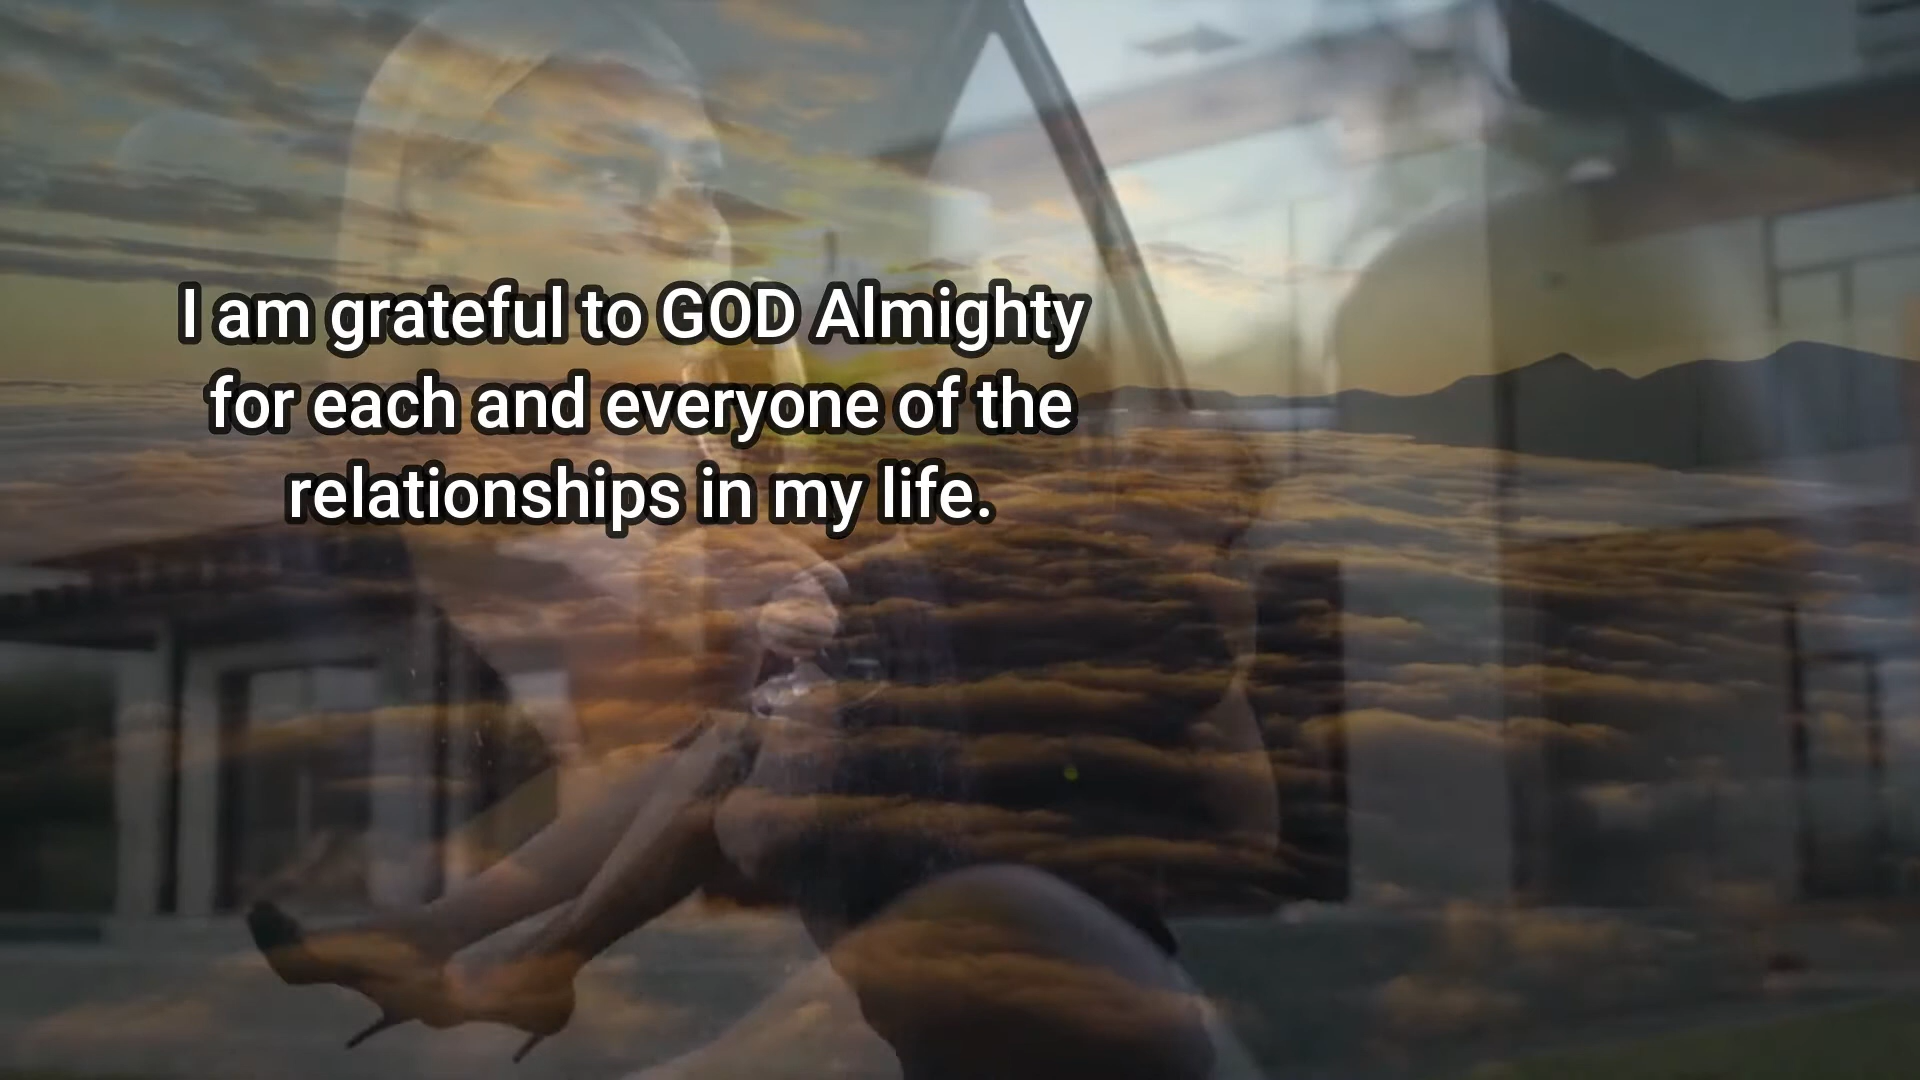 I am grateful to GOD Almighty
for each and everyone of the
relationships in my life.